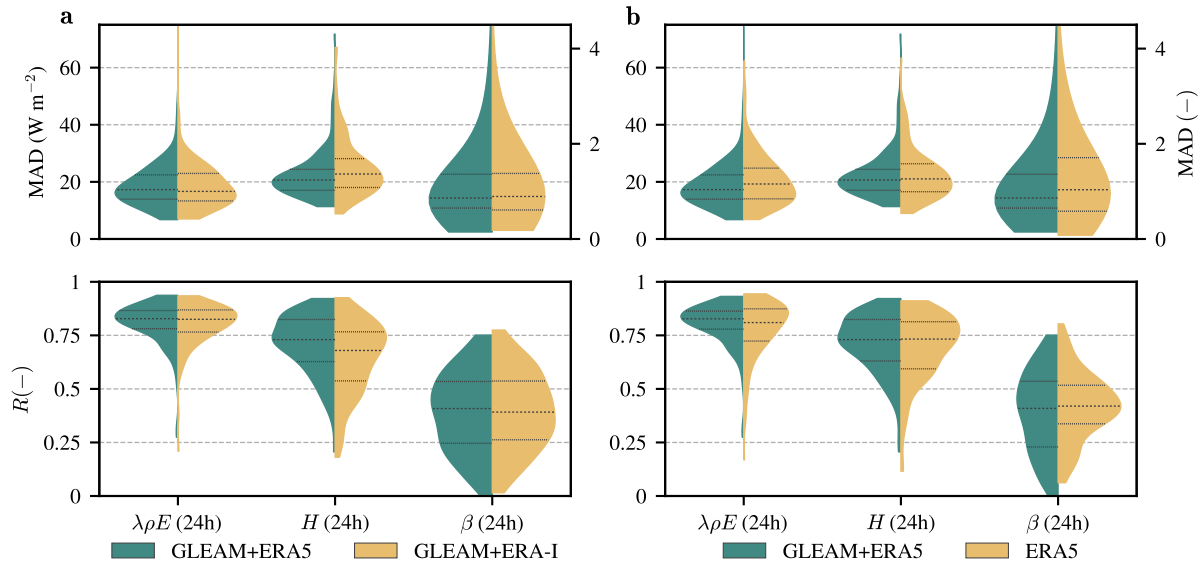 a
b
MAD (W m⁻²)
60
40
20
0
4
2
0
60
40
20
0
4
2
0
MAD (−)
R(−)
1
0.75
0.5
0.25
0
1
0.75
0.5
0.25
0
λρE (24h)
H (24h)
β (24h)
λρE (24h)
H (24h)
β (24h)
GLEAM+ERA5
GLEAM+ERA-I
GLEAM+ERA5
ERA5